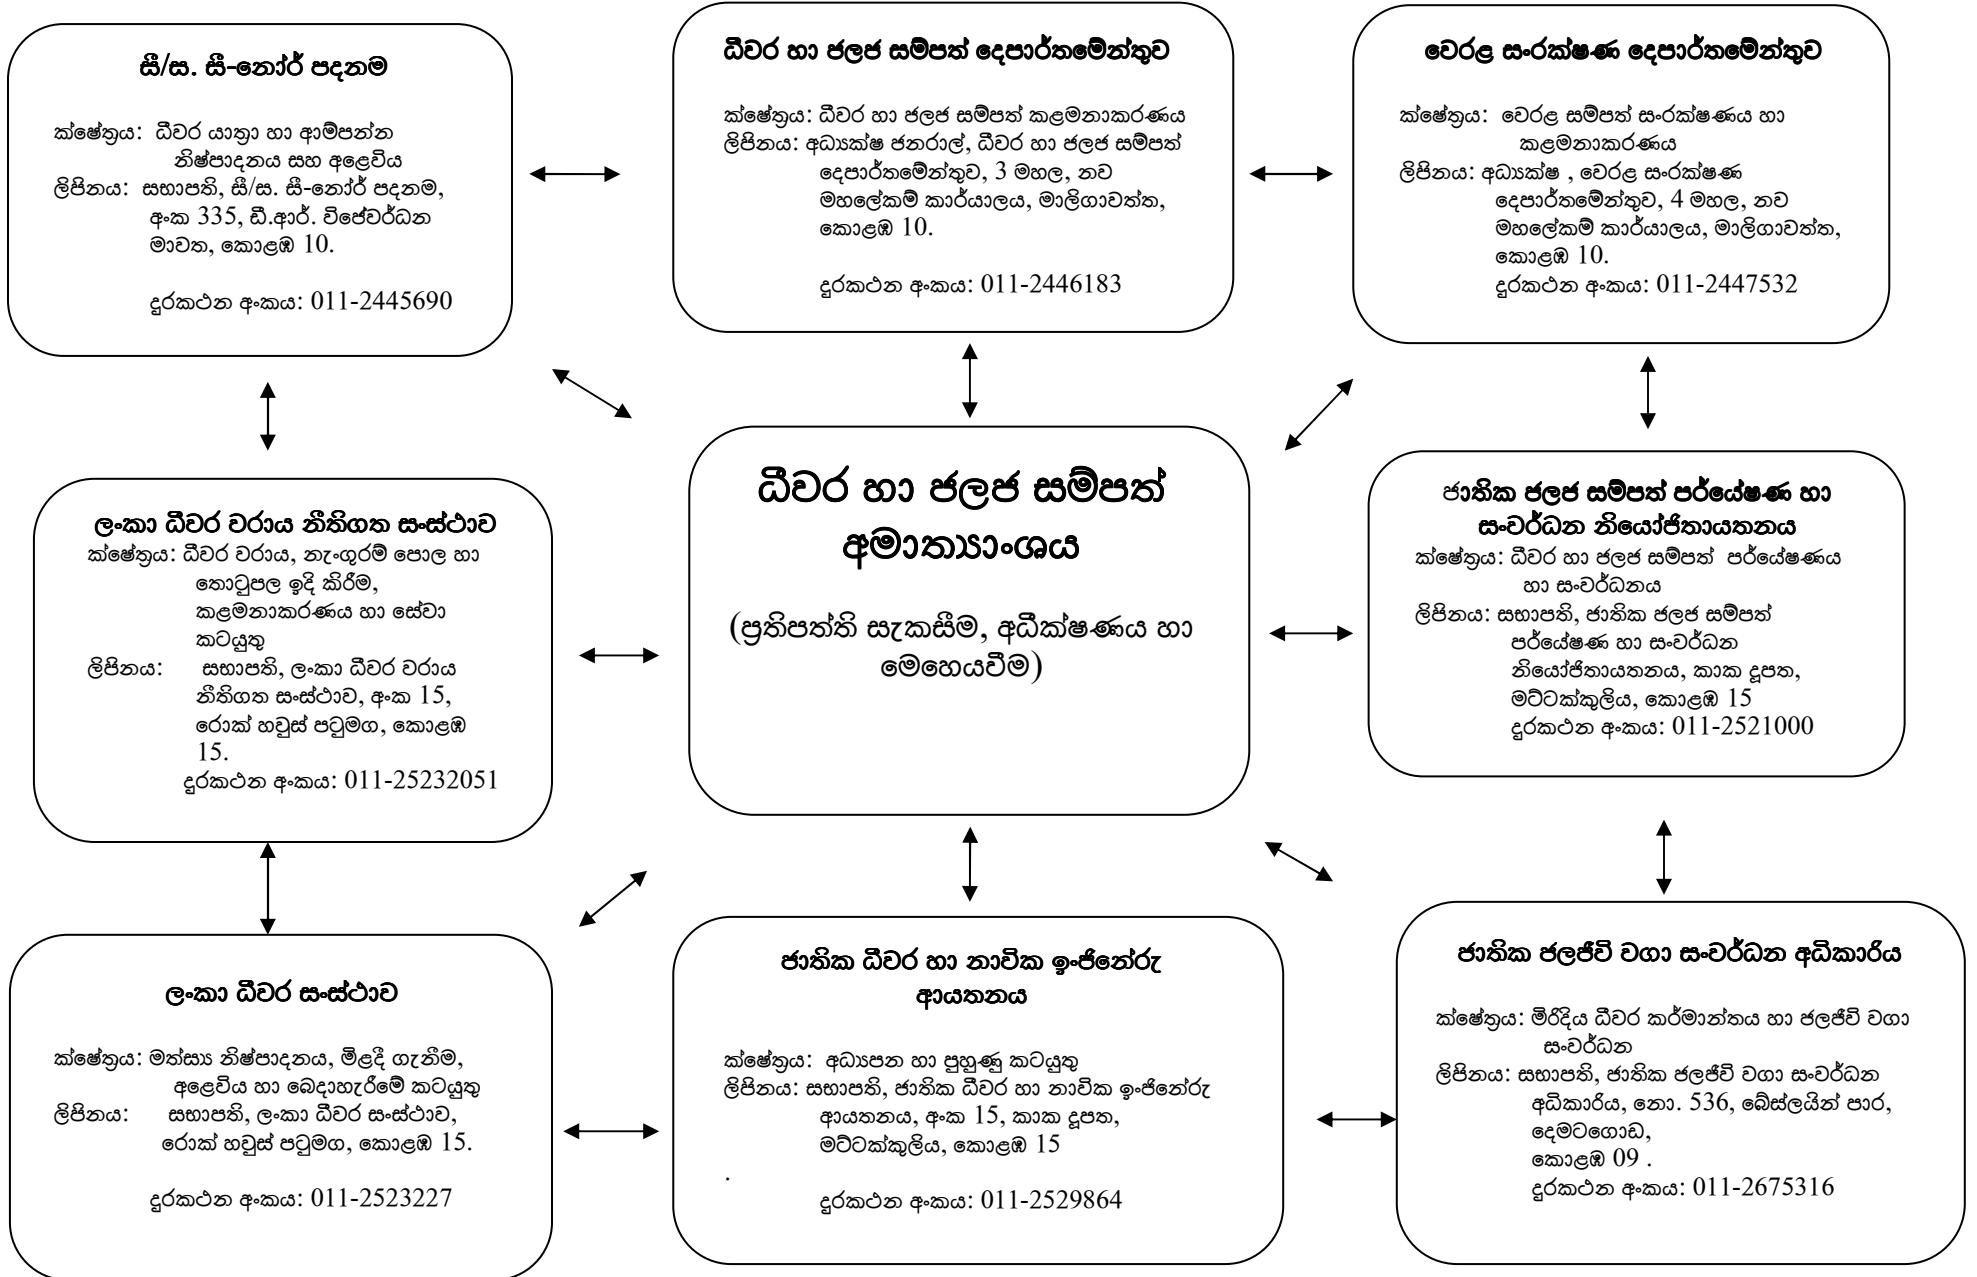 සී/ස. සී-නෝර් පදනම
ක්ෂේත්‍රය: ධීවර යාත්‍රා හා ආම්පන්න
නිෂ්පාදනය සහ අළෙවිය
ලිපිනය: සභාපති, සී/ස. සී-නෝර් පදනම,
අංක 335, ඩී.ආර්. විජේවර්ධන
මාවත, කොළඹ 10.
දුරකථන අංකය: 011-2445690
ධීවර හා ජලජ සම්පත් දෙපාර්තමේන්තුව
ක්ෂේත්‍රය: ධීවර හා ජලජ සම්පත් කළමනාකරණය
ලිපිනය: අධ්‍යක්ෂ ජනරාල්, ධීවර හා ජලජ සම්පත්
දෙපාර්තමේන්තුව, 3 මහල, නව
මහලේකම් කාර්යාලය, මාලිගාවත්ත,
කොළඹ 10.
දුරකථන අංකය: 011-2446183
වෙරළ සංරක්ෂණ දෙපාර්තමේන්තුව
ක්ෂේත්‍රය: වෙරළ සම්පත් සංරක්ෂණය හා
කළමනාකරණය
ලිපිනය: අධ්‍යක්ෂ , වෙරළ සංරක්ෂණ
දෙපාර්තමේන්තුව, 4 මහල, නව
මහලේකම් කාර්යාලය, මාලිගාවත්ත,
කොළඹ 10.
දුරකථන අංකය: 011-2447532
ලංකා ධීවර වරාය නීතිගත සංස්ථාව
ක්ෂේත්‍රය: ධීවර වරාය, නැංගුරම් පොල හා
තොටුපල ඉදි කිරීම,
කළමනාකරණය හා සේවා
කටයුතු
ලිපිනය: සභාපති, ලංකා ධීවර වරාය
නීතිගත සංස්ථාව, අංක 15,
රොක් හවුස් පටුමග, කොළඹ
15.
දුරකථන අංකය: 011-25232051
ධීවර හා ජලජ සම්පත්
අමාත්‍යාංශය
(ප්‍රතිපත්ති සැකසීම, අධීක්ෂණය හා
මෙහෙයවීම)
ජාතික ජලජ සම්පත් පර්යේෂණ හා
සංවර්ධන නියෝජිතායතනය
ක්ෂේත්‍රය: ධීවර හා ජලජ සම්පත් පර්යේෂණය
හා සංවර්ධනය
ලිපිනය: සභාපති, ජාතික ජලජ සම්පත්
පර්යේෂණ හා සංවර්ධන
නියෝජිතායතනය, කාක දූපත,
මට්ටක්කුලිය, කොළඹ 15
දුරකථන අංකය: 011-2521000
ලංකා ධීවර සංස්ථාව
ක්ෂේත්‍රය: මත්ස්‍ය නිෂ්පාදනය, මිළදී ගැනීම,
අළෙවිය හා බෙදාහැරීමේ කටයුතු
ලිපිනය: සභාපති, ලංකා ධීවර සංස්ථාව,
රොක් හවුස් පටුමග, කොළඹ 15.
දුරකථන අංකය: 011-2523227
ජාතික ධීවර හා නාවික ඉංජිනේරු
ආයතනය
ක්ෂේත්‍රය: අධ්‍යපන හා පුහුණු කටයුතු
ලිපිනය: සභාපති, ජාතික ධීවර හා නාවික ඉංජිනේරු
ආයතනය, අංක 15, කාක දූපත,
මට්ටක්කුලිය, කොළඹ 15
.
දුරකථන අංකය: 011-2529864
ජාතික ජලජීවි වගා සංවර්ධන අධිකාරිය
ක්ෂේත්‍රය: මිරිදිය ධීවර කර්මාන්තය හා ජලජීවි වගා
සංවර්ධන
ලිපිනය: සභාපති, ජාතික ජලජීවි වගා සංවර්ධන
අධිකාරිය, නො. 536, බේස්ලයින් පාර,
දෙමටගොඩ,
කොළඹ 09 .
දුරකථන අංකය: 011-2675316